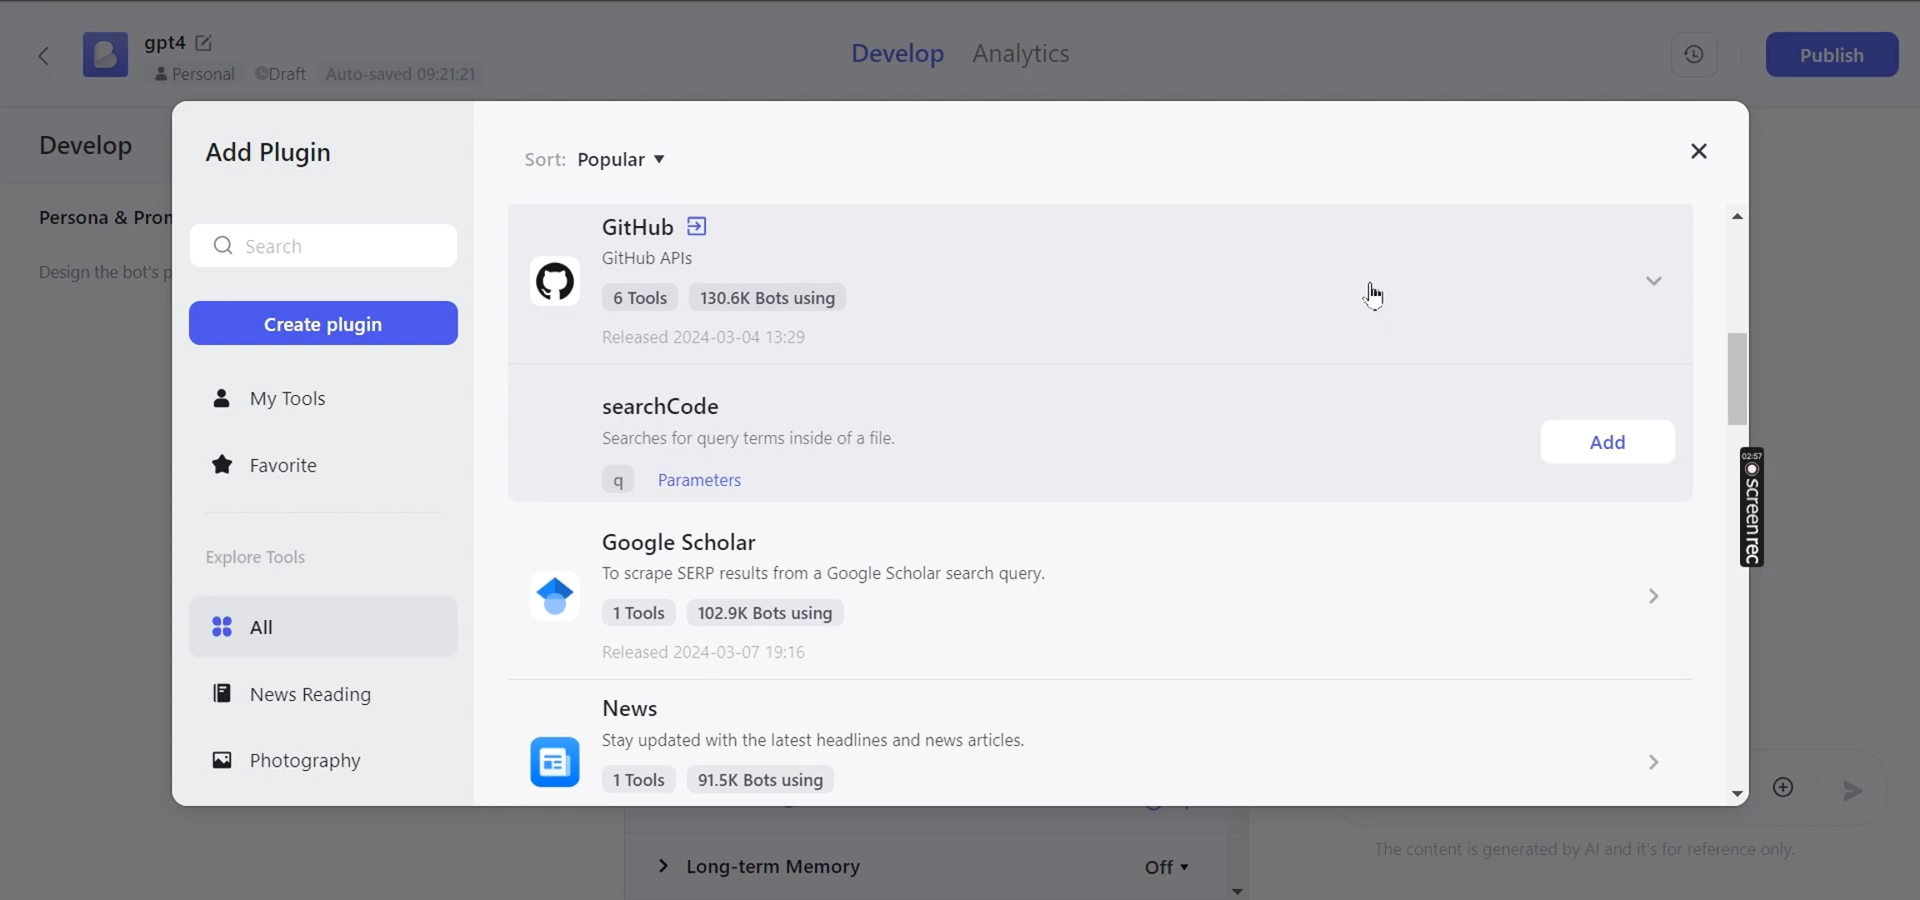 gpt4
Personal Draft Auto-saved 09:21:21
Develop Analytics
Publish
Develop
Persona & Pron
Design the bot's p
Add Plugin
Search
Create plugin
My Tools
Favorite
Explore Tools
All
News Reading
Photography
Sort: Popular
GitHub
GitHub APIs
6 Tools 130.6K Bots using
Released 2024-03-04 13:29
searchCode
Searches for query terms inside of a file.
q Parameters
Add
Google Scholar
To scrape SERP results from a Google Scholar search query.
1 Tools 102.9K Bots using
Released 2024-03-07 19:16
News
Stay updated with the latest headlines and news articles.
1 Tools 91.5K Bots using
02:57
screenrec
Long-term Memory Off
The content is generated by AI and it's for reference only.